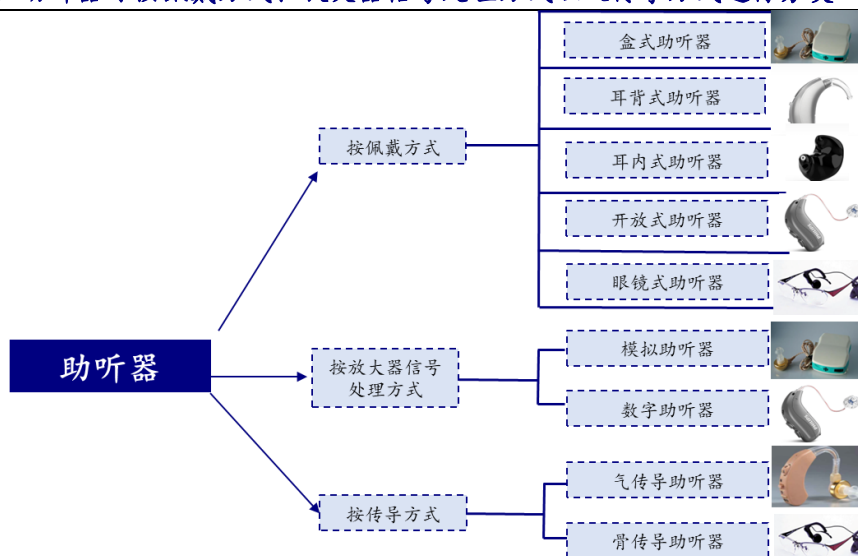 盒式助听器
耳背式助听器
按佩戴方式
耳内式助听器
开放式助听器
眼镜式助听器
助听器
按放大器信号
处理方式
模拟助听器
数字助听器
按传导方式
气传导助听器
骨传导助听器